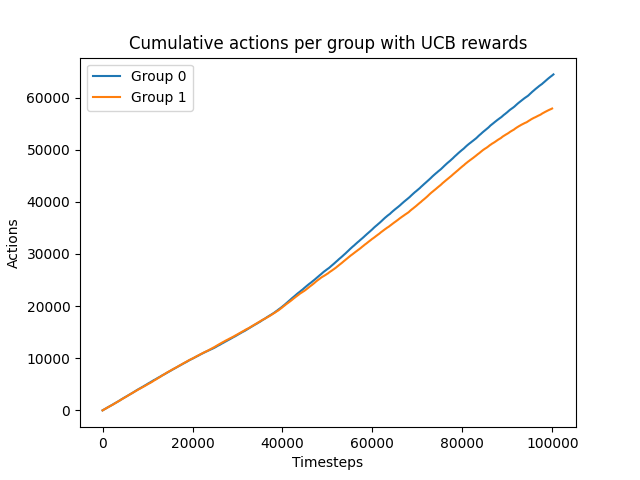 Cumulative actions per group with UCB rewards
Group 0
Group 1
60000
50000
40000
30000
20000
10000
0
Actions
0 20000 40000 60000 80000 100000
Timesteps